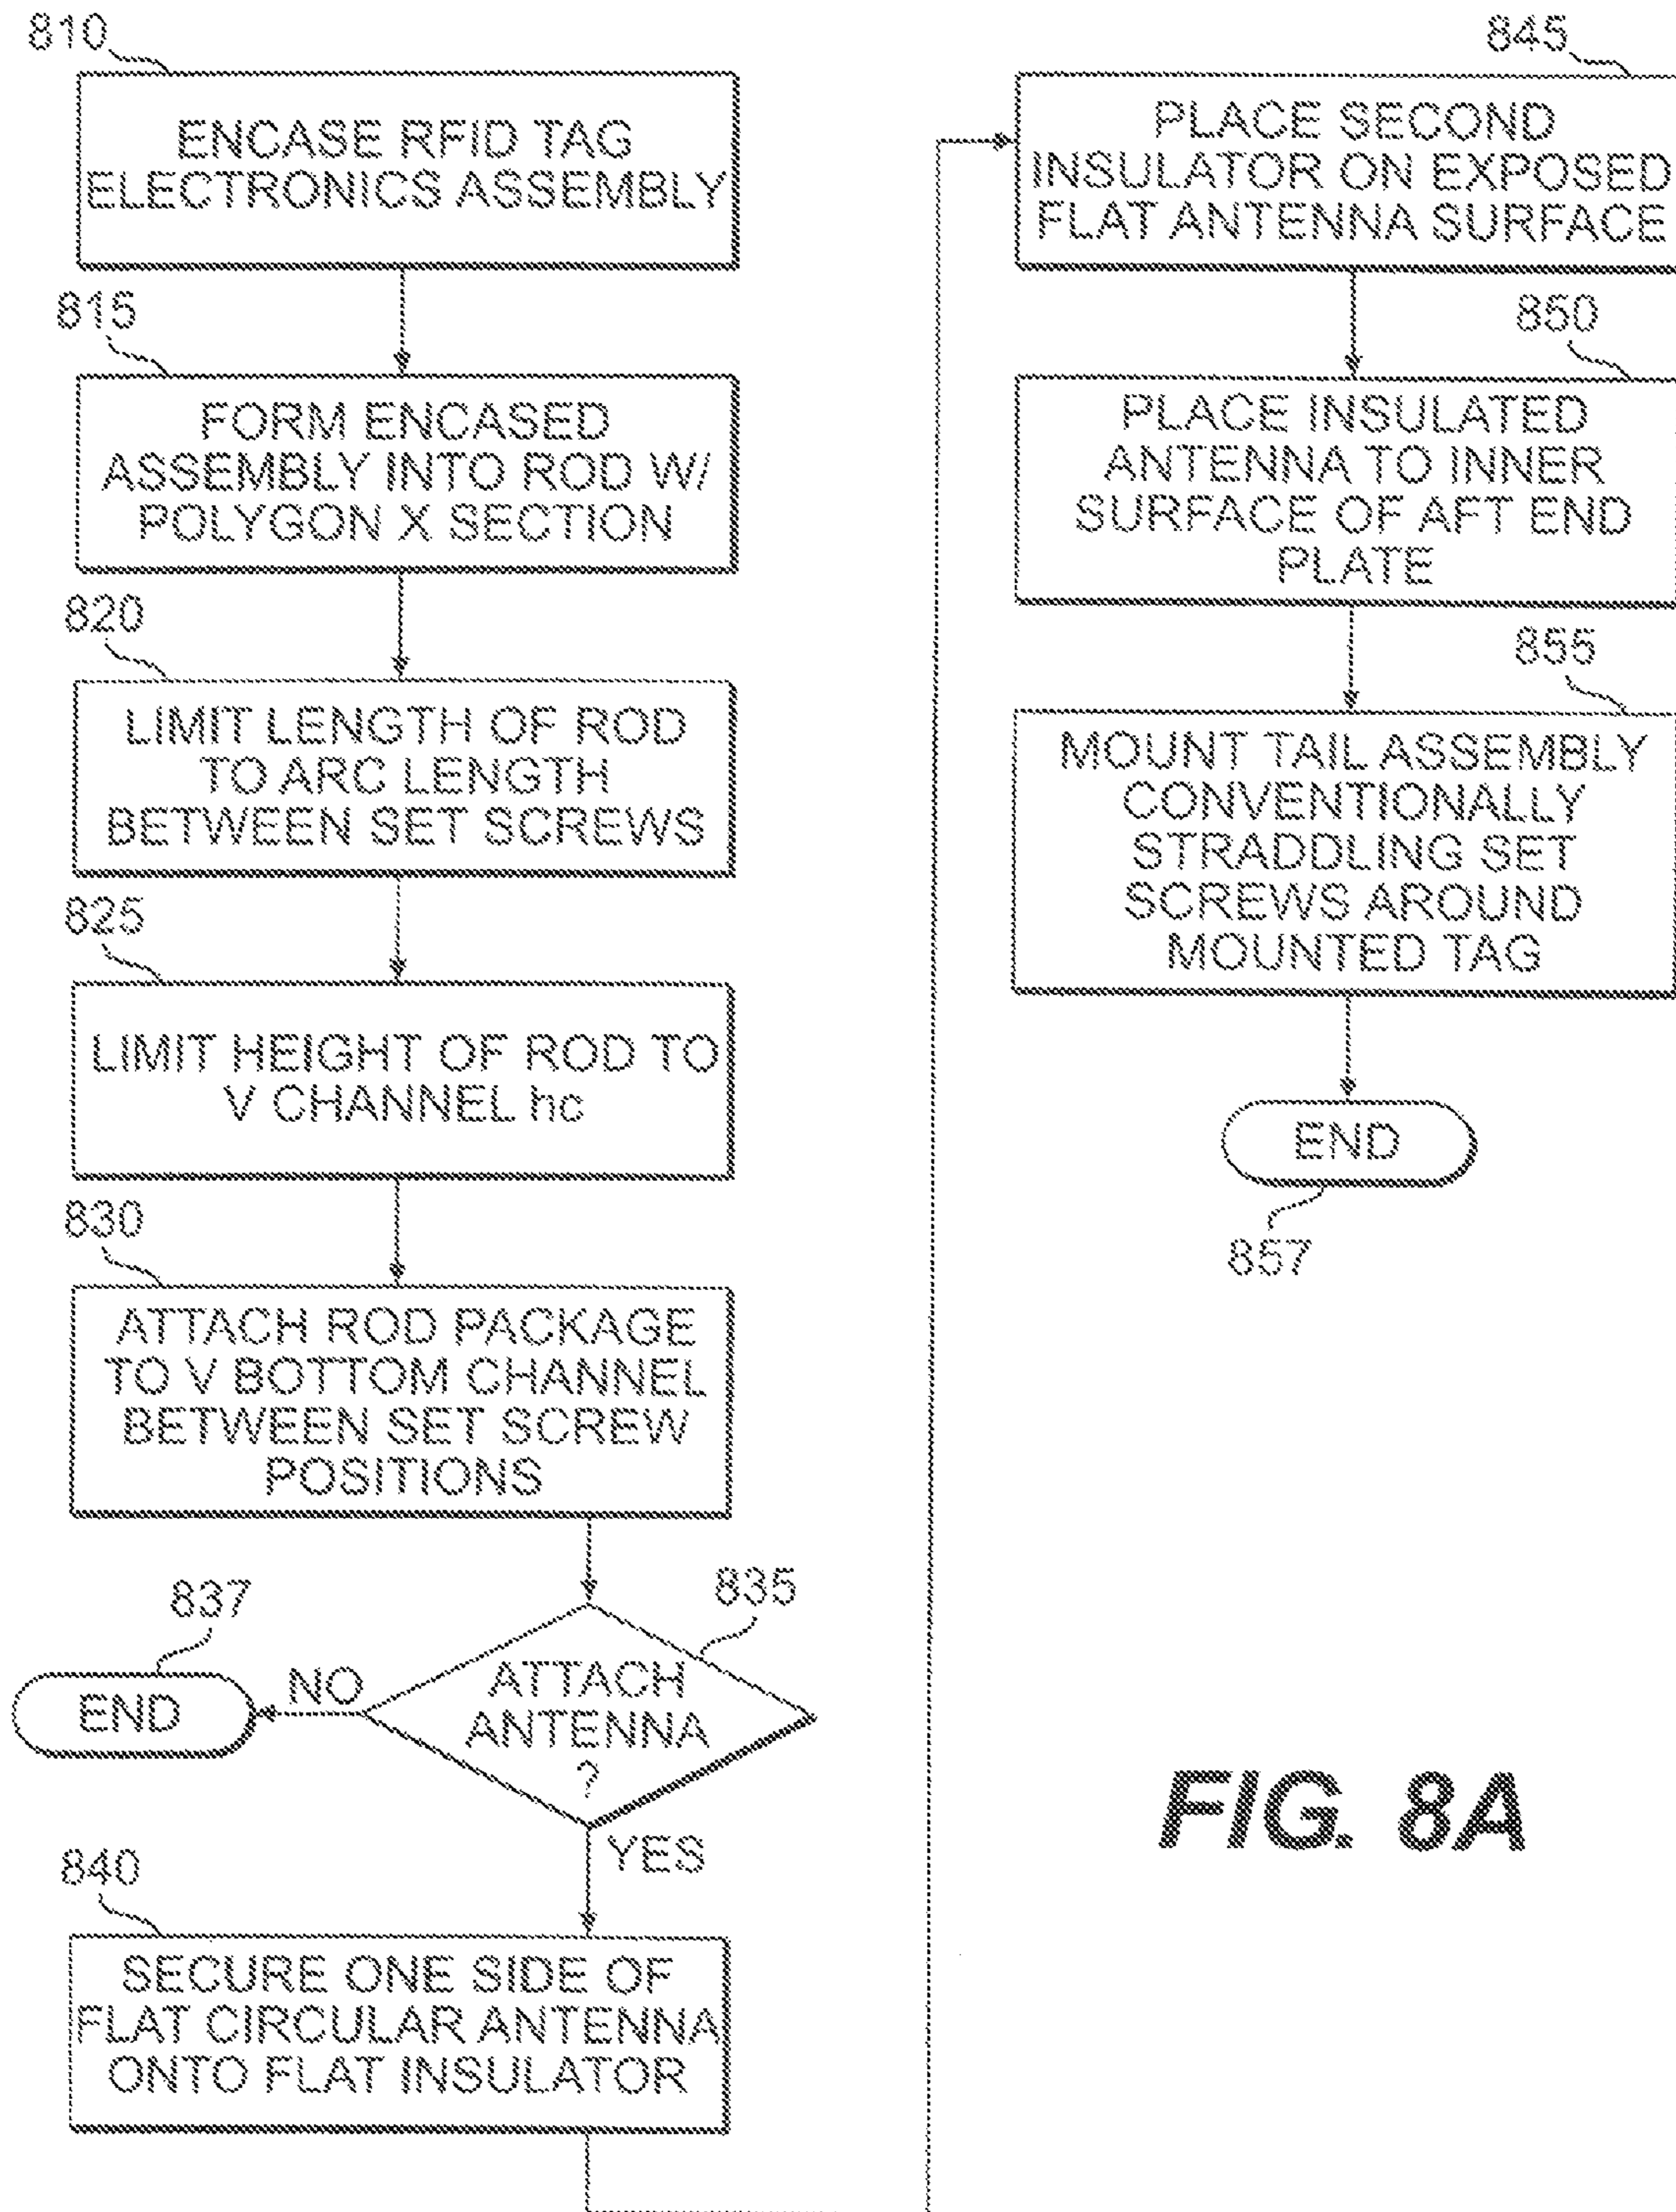 810
ENCASE RFID TAG
ELECTRONICS ASSEMBLY
815
FORM ENCASED
ASSEMBLY INTO ROD W/
POLYGON X SECTION
820
LIMIT LENGTH OF ROD
TO ARC LENGTH
BETWEEN SET SCREWS
825
LIMIT HEIGHT OF ROD TO
V CHANNEL hc
830
ATTACH ROD PACKAGE
TO V BOTTOM CHANNEL
BETWEEN SET SCREW
POSITIONS
835
ATTACH
ANTENNA
?
NO
837
END
YES
840
SECURE ONE SIDE OF
FLAT CIRCULAR ANTENNA
ONTO FLAT INSULATOR
845
PLACE SECOND
INSULATOR ON EXPOSED
FLAT ANTENNA SURFACE
850
PLACE INSULATED
ANTENNA TO INNER
SURFACE OF AFT END
PLATE
855
MOUNT TAIL ASSEMBLY
CONVENTIONALLY
STRADDLING SET
SCREWS AROUND
MOUNTED TAG
END
857
FIG. 8A